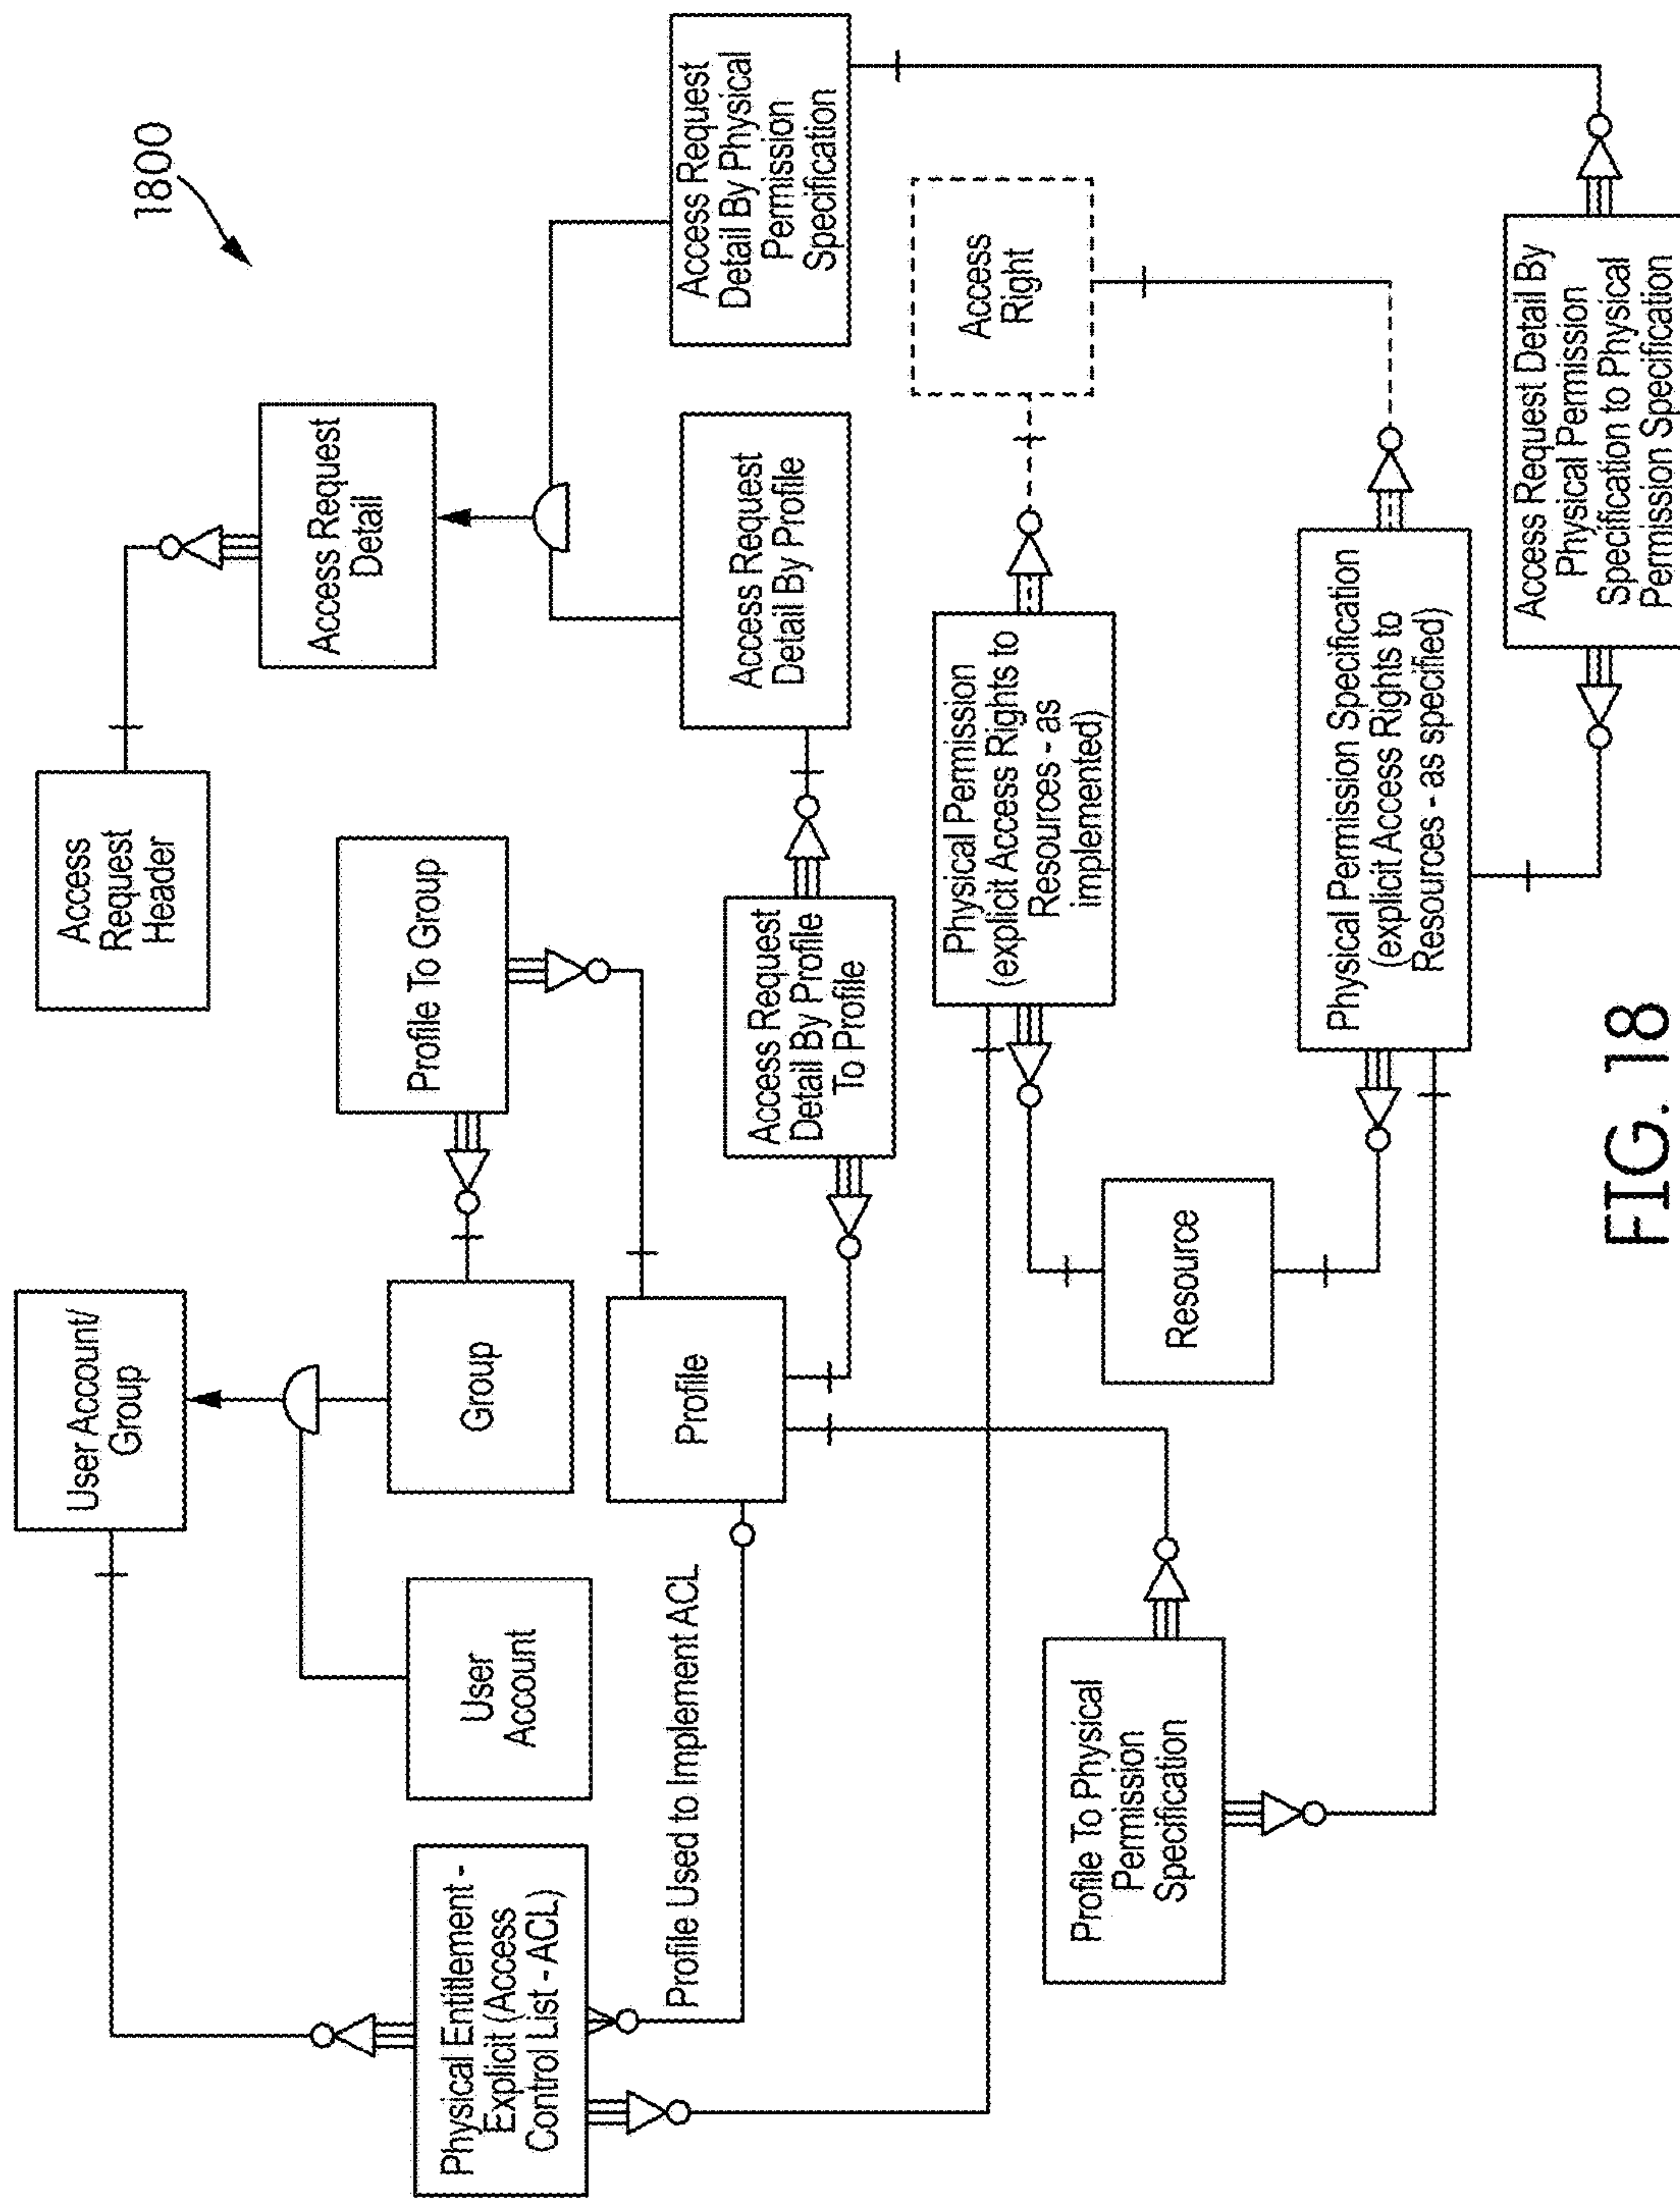 1800
Access
Request
Header
Access Request
Detail
Access Request
Detail By Physical
Permission
Specification
User Account/
Group
Profile To Group
Access Request
Detail By Profile
Group
User
Account
Physical Entitlement -
Explicit (Access
Control List - ACL)
Profile
Access Request
Detail By Profile
To Profile
Access
Right
Profile Used to Implement ACL
Physical Permission
(explicit Access Rights to
Resources - as
implemented)
Profile To Physical
Permission
Specification
Resource
Physical Permission Specification
(explicit Access Rights to
Resources - as specified)
Access Request Detail By
Physical Permission
Specification to Physical
Permission Specification
FIG. 18